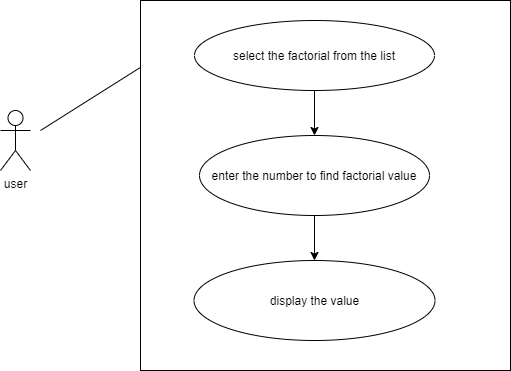 select the factorial from the list
enter the number to find factorial value
user
display the value